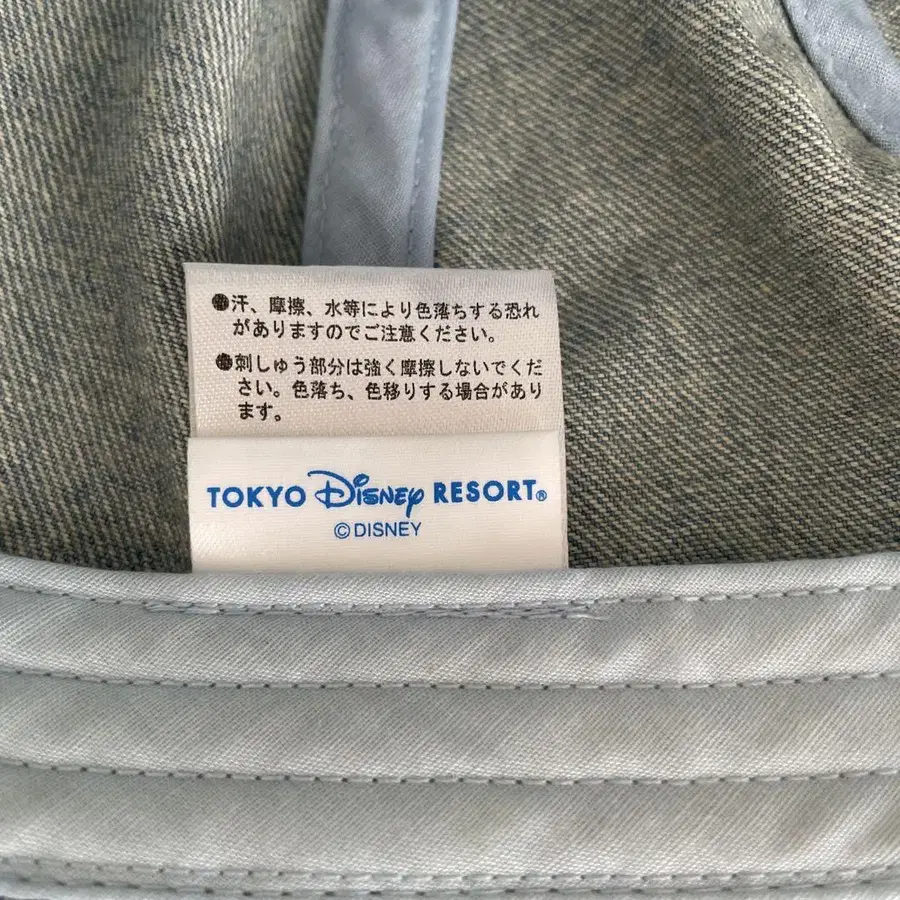 ●汗、摩擦、水等により色落ちする恐れ
がありますのでご注意ください。
●刺しゅう部分は強く摩擦しないでくだ
さい。色落ち、色移りする場合があり
ます。
TOKYO Disney RESORT®
©DISNEY